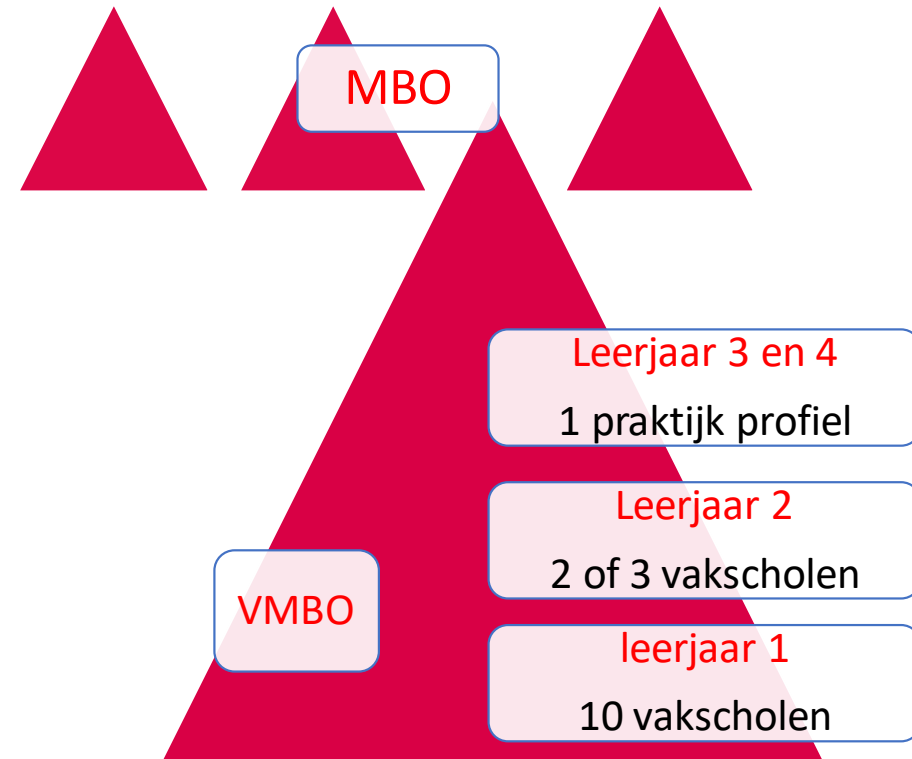 MBO
Leerjaar 3 en 4
1 praktijk profiel
Leerjaar 2
2 of 3 vakscholen
VMBO
leerjaar 1
10 vakscholen